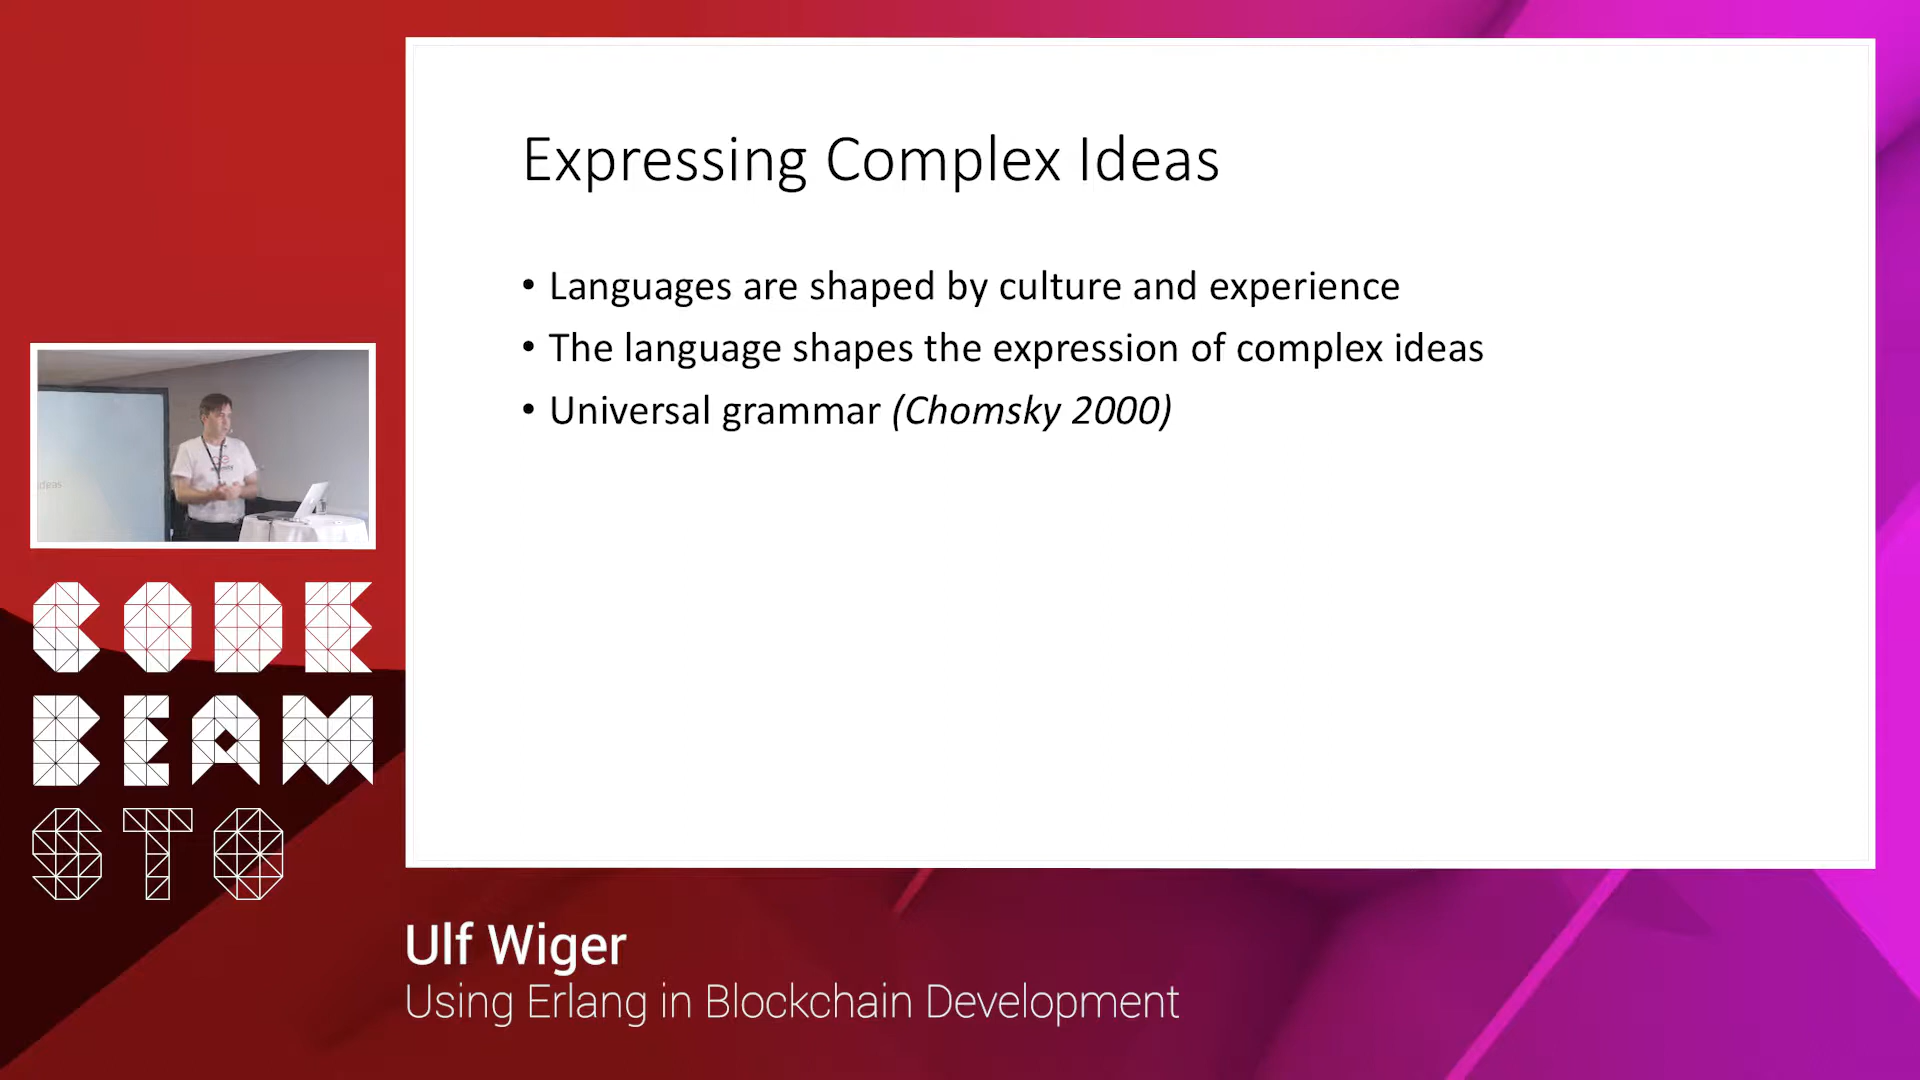 Expressing Complex Ideas
• Languages are shaped by culture and experience
• The language shapes the expression of complex ideas
• Universal grammar (Chomsky 2000)
ideas
CODE
BEAM
STO
Ulf Wiger
Using Erlang in Blockchain Development